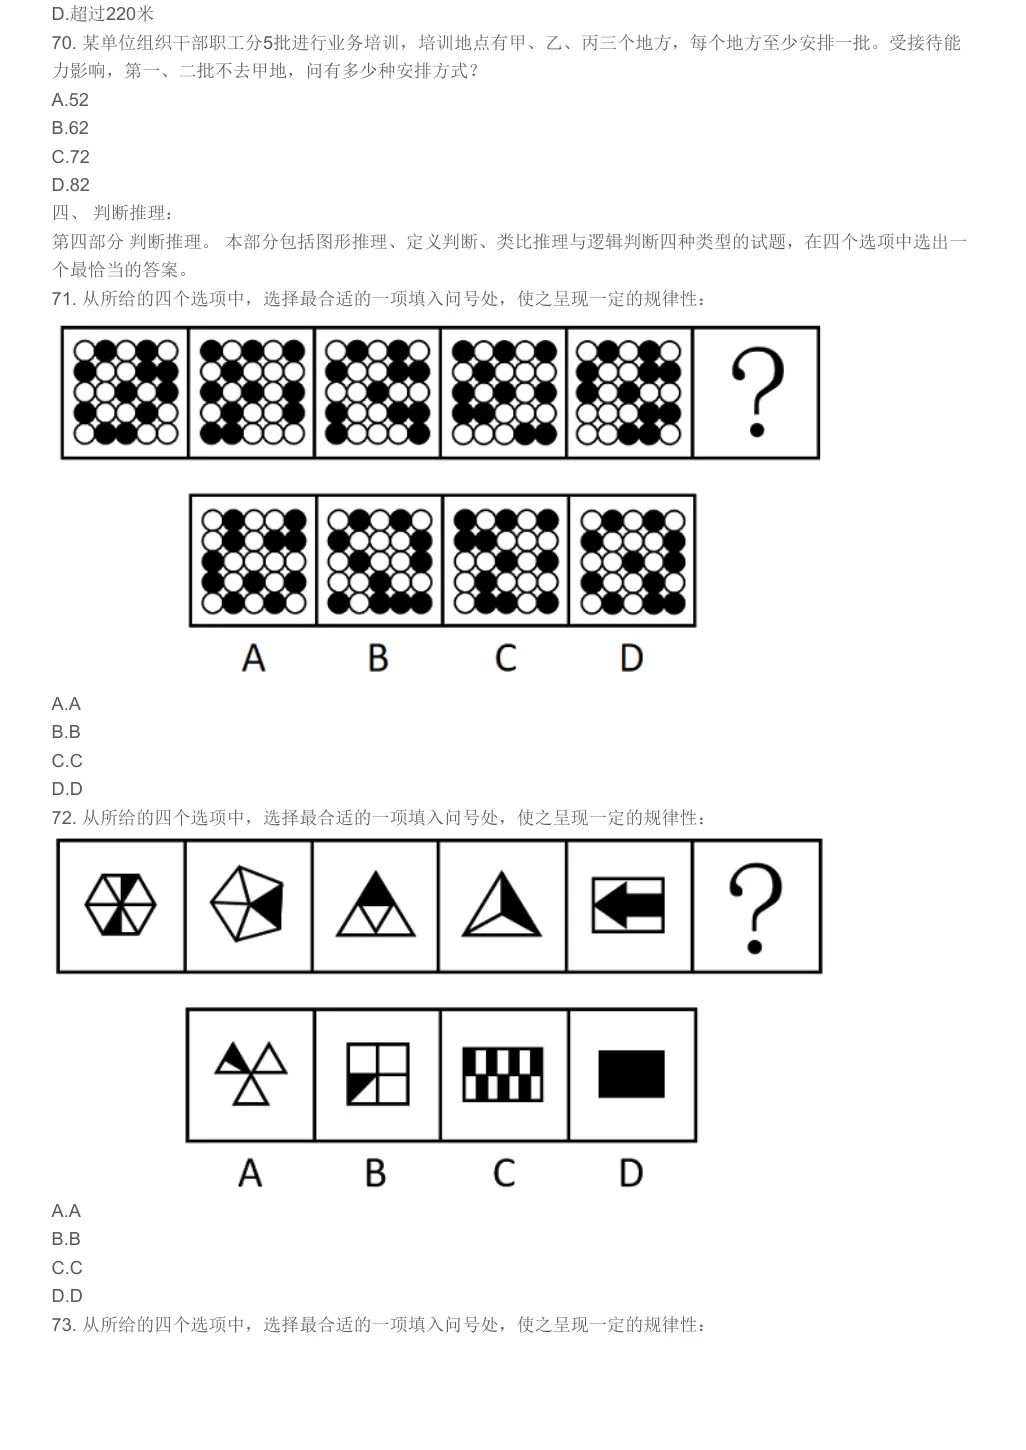 D.超过220米
70. 某单位组织干部职工分5批进行业务培训，培训地点有甲、乙、丙三个地方，每个地方至少安排一批。受接待能
力影响，第一、二批不去甲地，问有多少种安排方式？
A.52
B.62
C.72
D.82
四、 判断推理：
第四部分 判断推理。 本部分包括图形推理、定义判断、类比推理与逻辑判断四种类型的试题，在四个选项中选出一
个最恰当的答案。
71. 从所给的四个选项中，选择最合适的一项填入问号处，使之呈现一定的规律性：
?
A B C D
A.A
B.B
C.C
D.D
72. 从所给的四个选项中，选择最合适的一项填入问号处，使之呈现一定的规律性：
?
A B C D
A.A
B.B
C.C
D.D
73. 从所给的四个选项中，选择最合适的一项填入问号处，使之呈现一定的规律性：